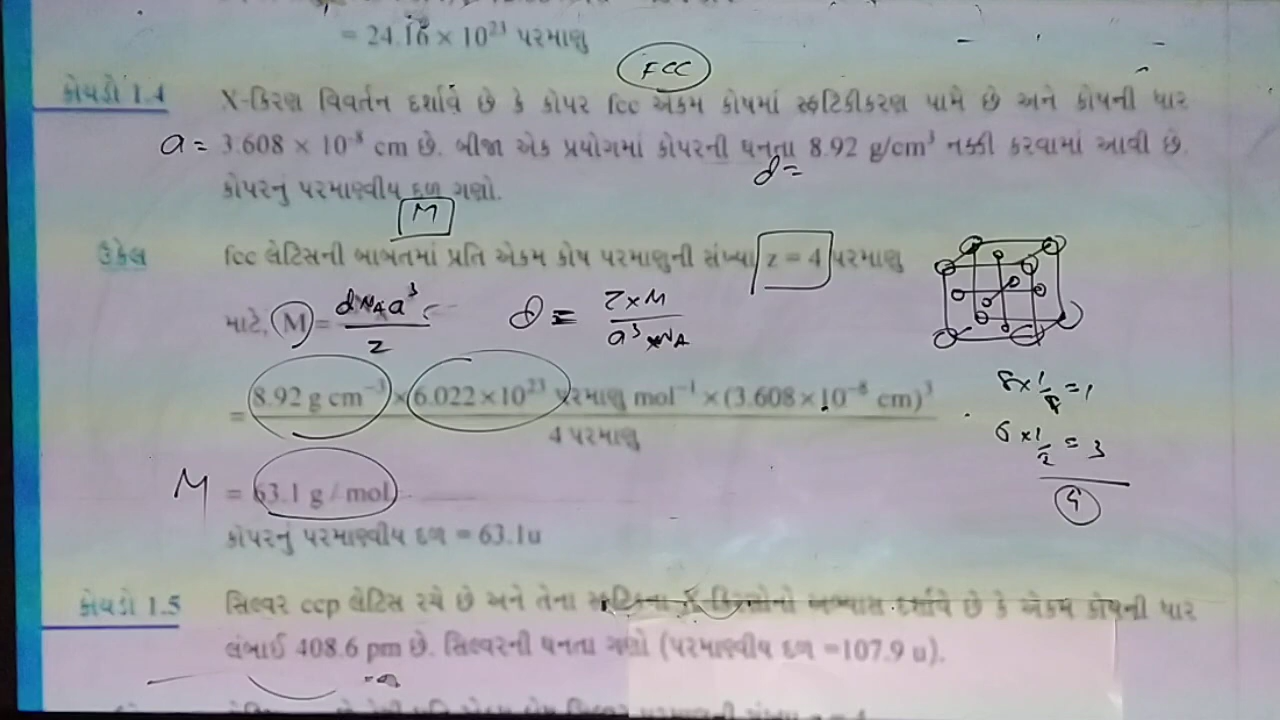 = 24.16 × 10²³ પરમાણુ
FCC
કોયડો 1.4 X-કિરણ વિવર્તન દર્શાવે છે કે કોપર fcc એકમ કોષમાં સ્ફટિકીકરણ પામે છે અને કોષની ધાર
a = 3.608 × 10⁻⁸ cm છે. બીજા એક પ્રયોગમાં કોપરની ઘનતા 8.92 g/cm³ નક્કી કરવામાં આવી છે.
d =
કોપરનું પરમાણ્વીય દળ ગણો.
M
ઉકેલ fcc લેટિસની બાબતમાં પ્રતિ એકમ કોષ પરમાણુની સંખ્યા z = 4 પરમાણુ
માટે, M = dNₐa³ / z d = Z×M / a³×Nₐ
= 8.92 g cm⁻³ × 6.022 × 10²³ પરમાણુ mol⁻¹ × (3.608 × 10⁻⁸ cm)³
4 પરમાણુ
8 × 1/8 = 1
6 × 1/2 = 3
4
M = 63.1 g / mol
કોપરનું પરમાણ્વીય દળ = 63.1u
કોયડો 1.5 સિલ્વર ccp લેટિસ રચે છે અને તેના કિરણોનો અભ્યાસ દર્શાવે છે કે એકમ કોષની ધાર
લંબાઈ 408.6 pm છે. સિલ્વરની ઘનતા ગણો (પરમાણ્વીય દળ =107.9 u).
= a